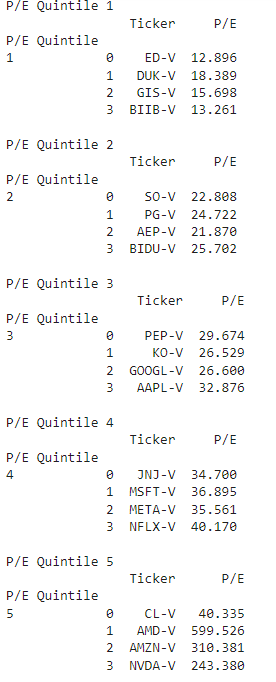 P/E Quintile 1
Ticker P/E
P/E Quintile
1 0 ED-V 12.896
1 DUK-V 18.389
2 GIS-V 15.698
3 BIIB-V 13.261
P/E Quintile 2
Ticker P/E
P/E Quintile
2 0 SO-V 22.808
1 PG-V 24.722
2 AEP-V 21.870
3 BIDU-V 25.702
P/E Quintile 3
Ticker P/E
P/E Quintile
3 0 PEP-V 29.674
1 KO-V 26.529
2 GOOGL-V 26.600
3 AAPL-V 32.876
P/E Quintile 4
Ticker P/E
P/E Quintile
4 0 JNJ-V 34.700
1 MSFT-V 36.895
2 META-V 35.561
3 NFLX-V 40.170
P/E Quintile 5
Ticker P/E
P/E Quintile
5 0 CL-V 40.335
1 AMD-V 599.526
2 AMZN-V 310.381
3 NVDA-V 243.380